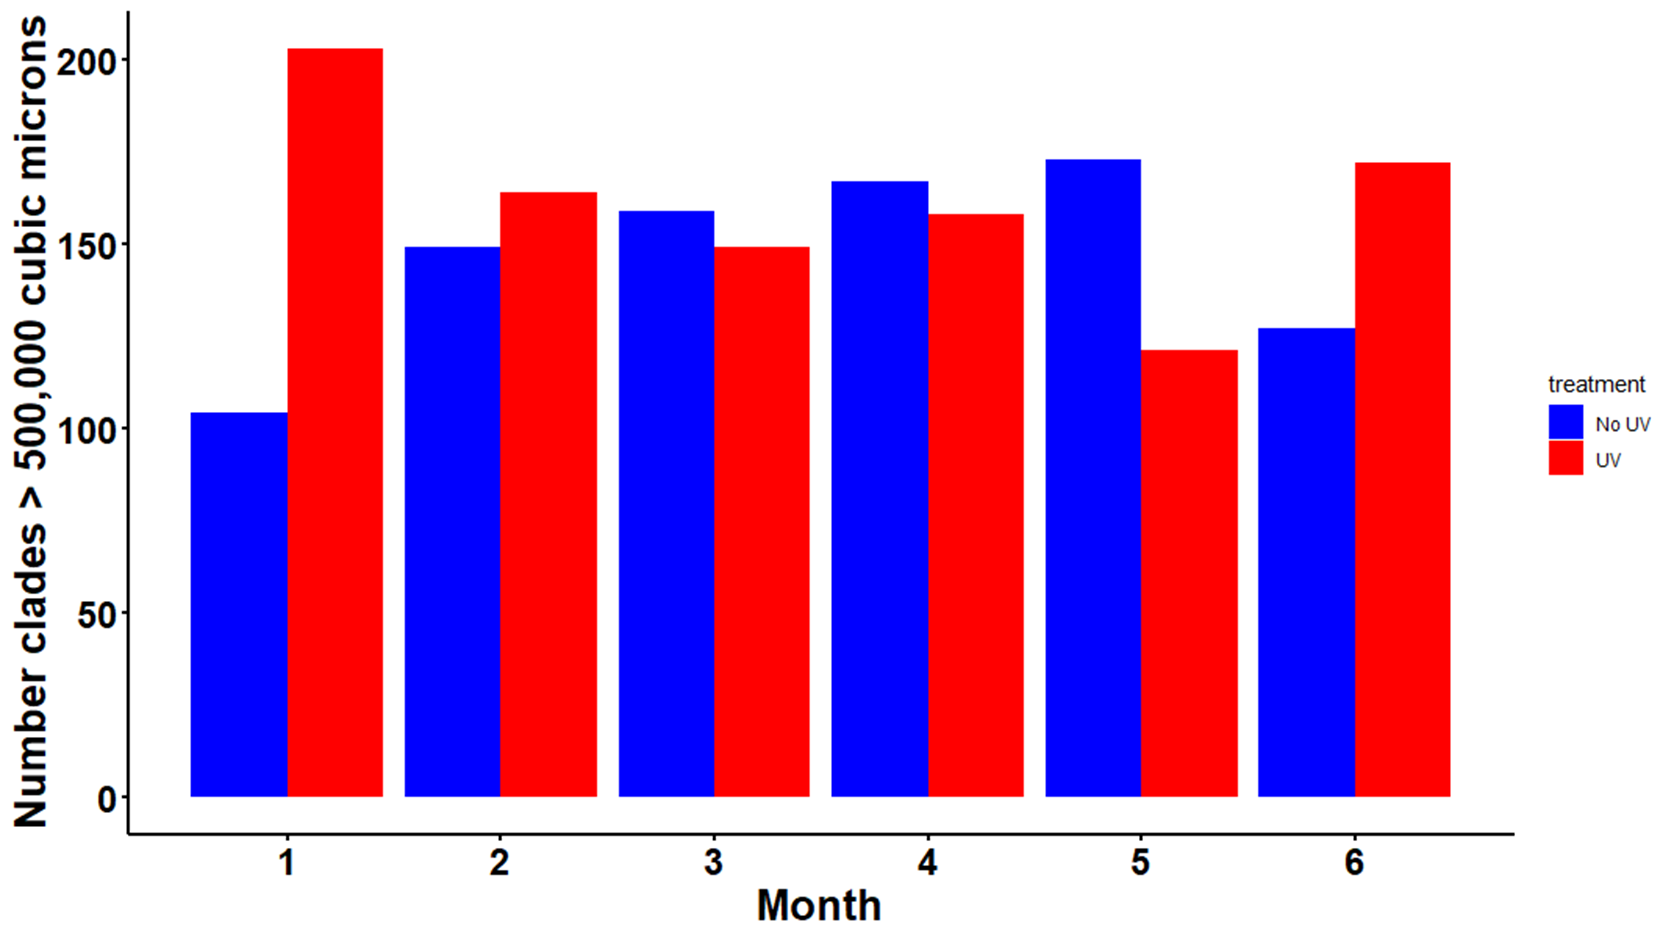 Number clades > 500,000 cubic microns
200
150
100
50
0
1 2 3 4 5 6
Month
treatment
No UV
UV